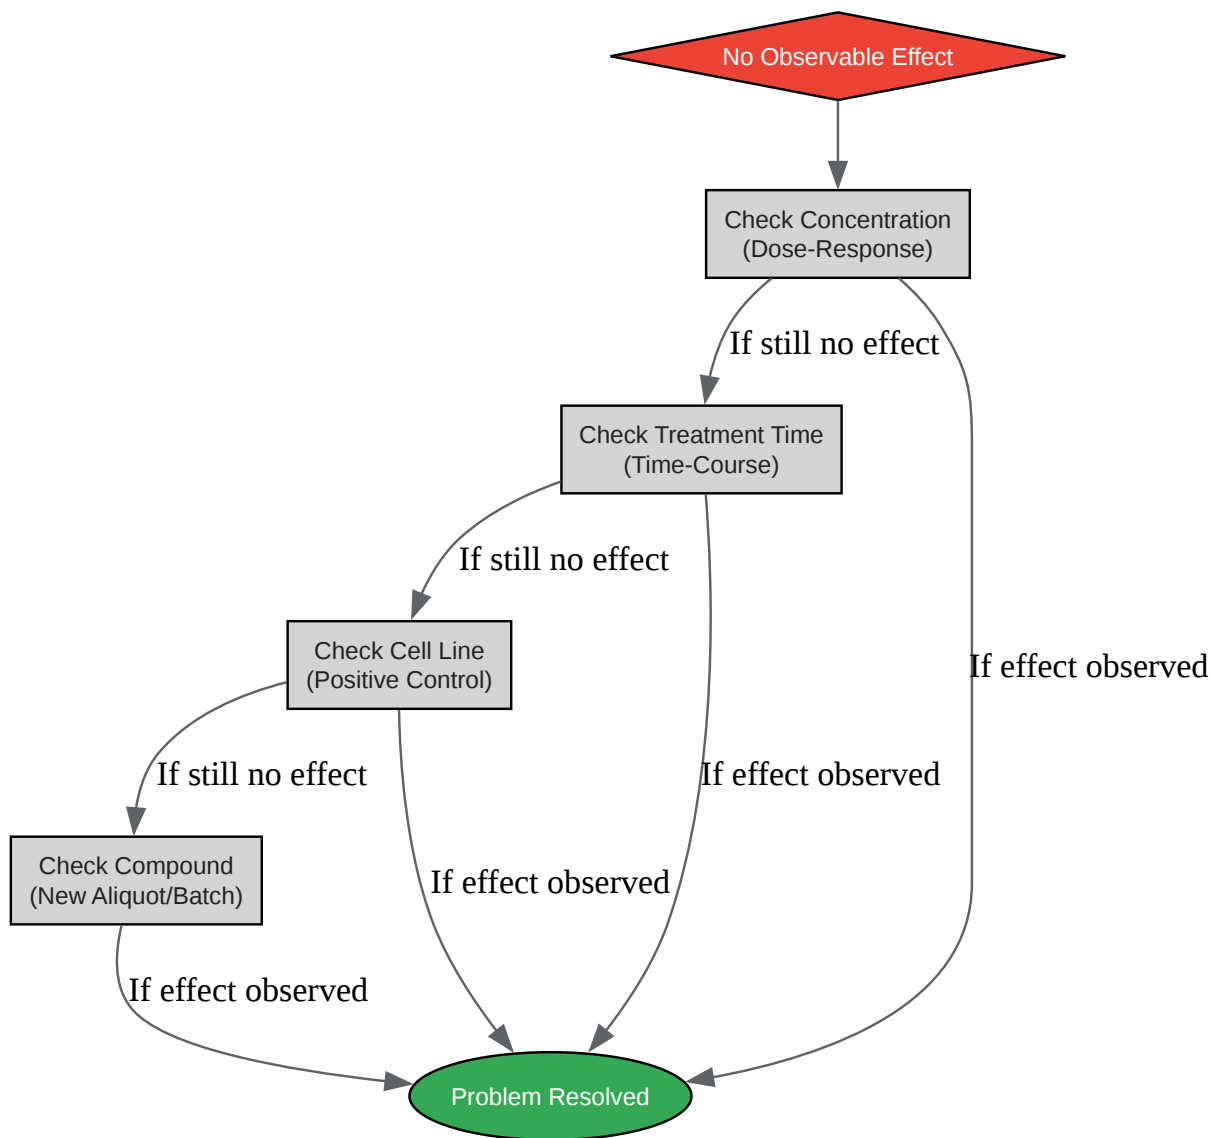 No Observable Effect
Check Concentration
(Dose-Response)
If still no effect
Check Treatment Time
(Time-Course)
If still no effect
Check Cell Line
(Positive Control)
If effect observed
If still no effect
If effect observed
Check Compound
(New Aliquot/Batch)
If effect observed
If effect observed
Problem Resolved